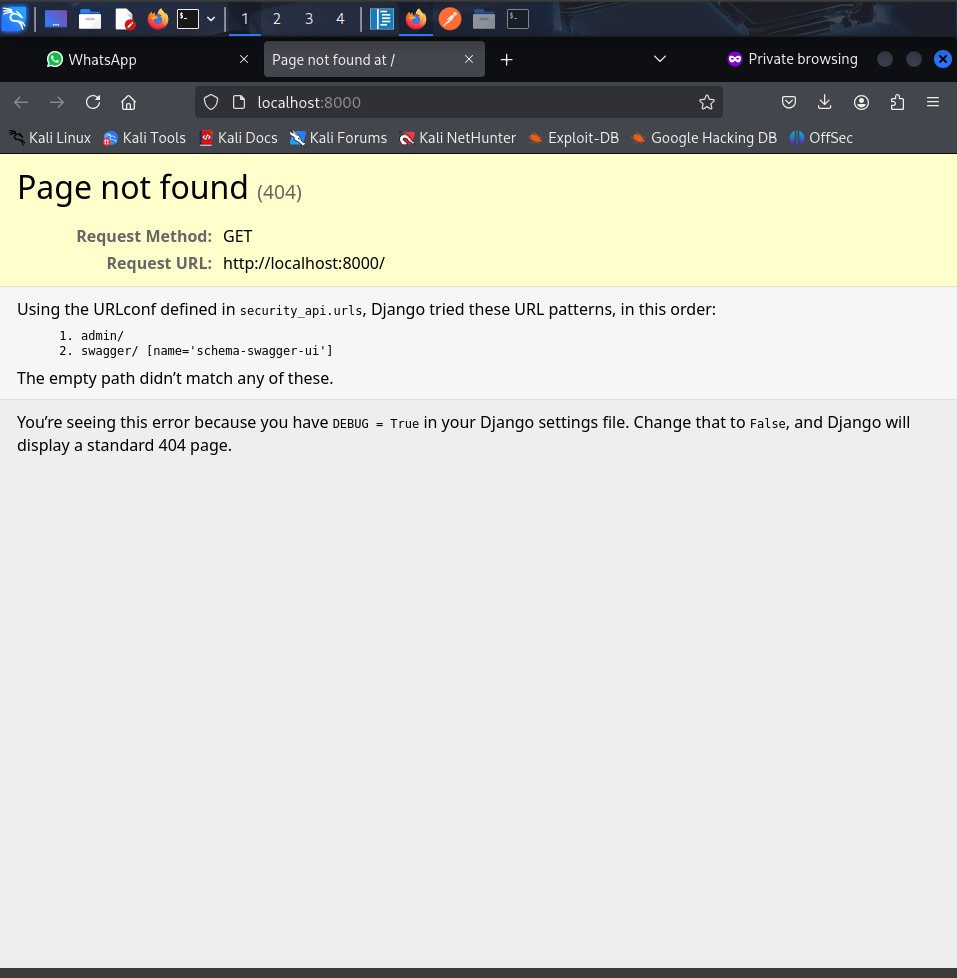 1 2 3 4
WhatsApp
Page not found at /
Private browsing
localhost:8000
Kali Linux Kali Tools Kali Docs Kali Forums Kali NetHunter Exploit-DB Google Hacking DB OffSec
Page not found (404)
Request Method: GET
Request URL: http://localhost:8000/
Using the URLconf defined in security_api.urls, Django tried these URL patterns, in this order:
1. admin/
2. swagger/ [name='schema-swagger-ui']
The empty path didn’t match any of these.
You’re seeing this error because you have DEBUG = True in your Django settings file. Change that to False, and Django will
display a standard 404 page.